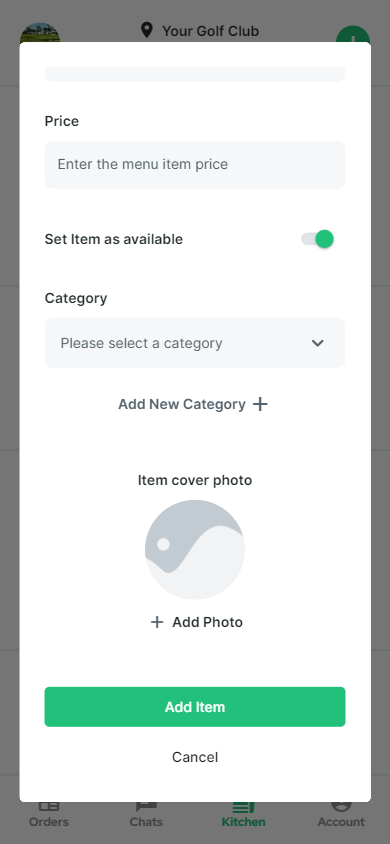 Your Golf Club
Price
Enter the menu item price
Set Item as available
Category
Please select a category
Add New Category
Item cover photo
Add Photo
Add Item
Cancel
Orders
Chats
Kitchen
Account